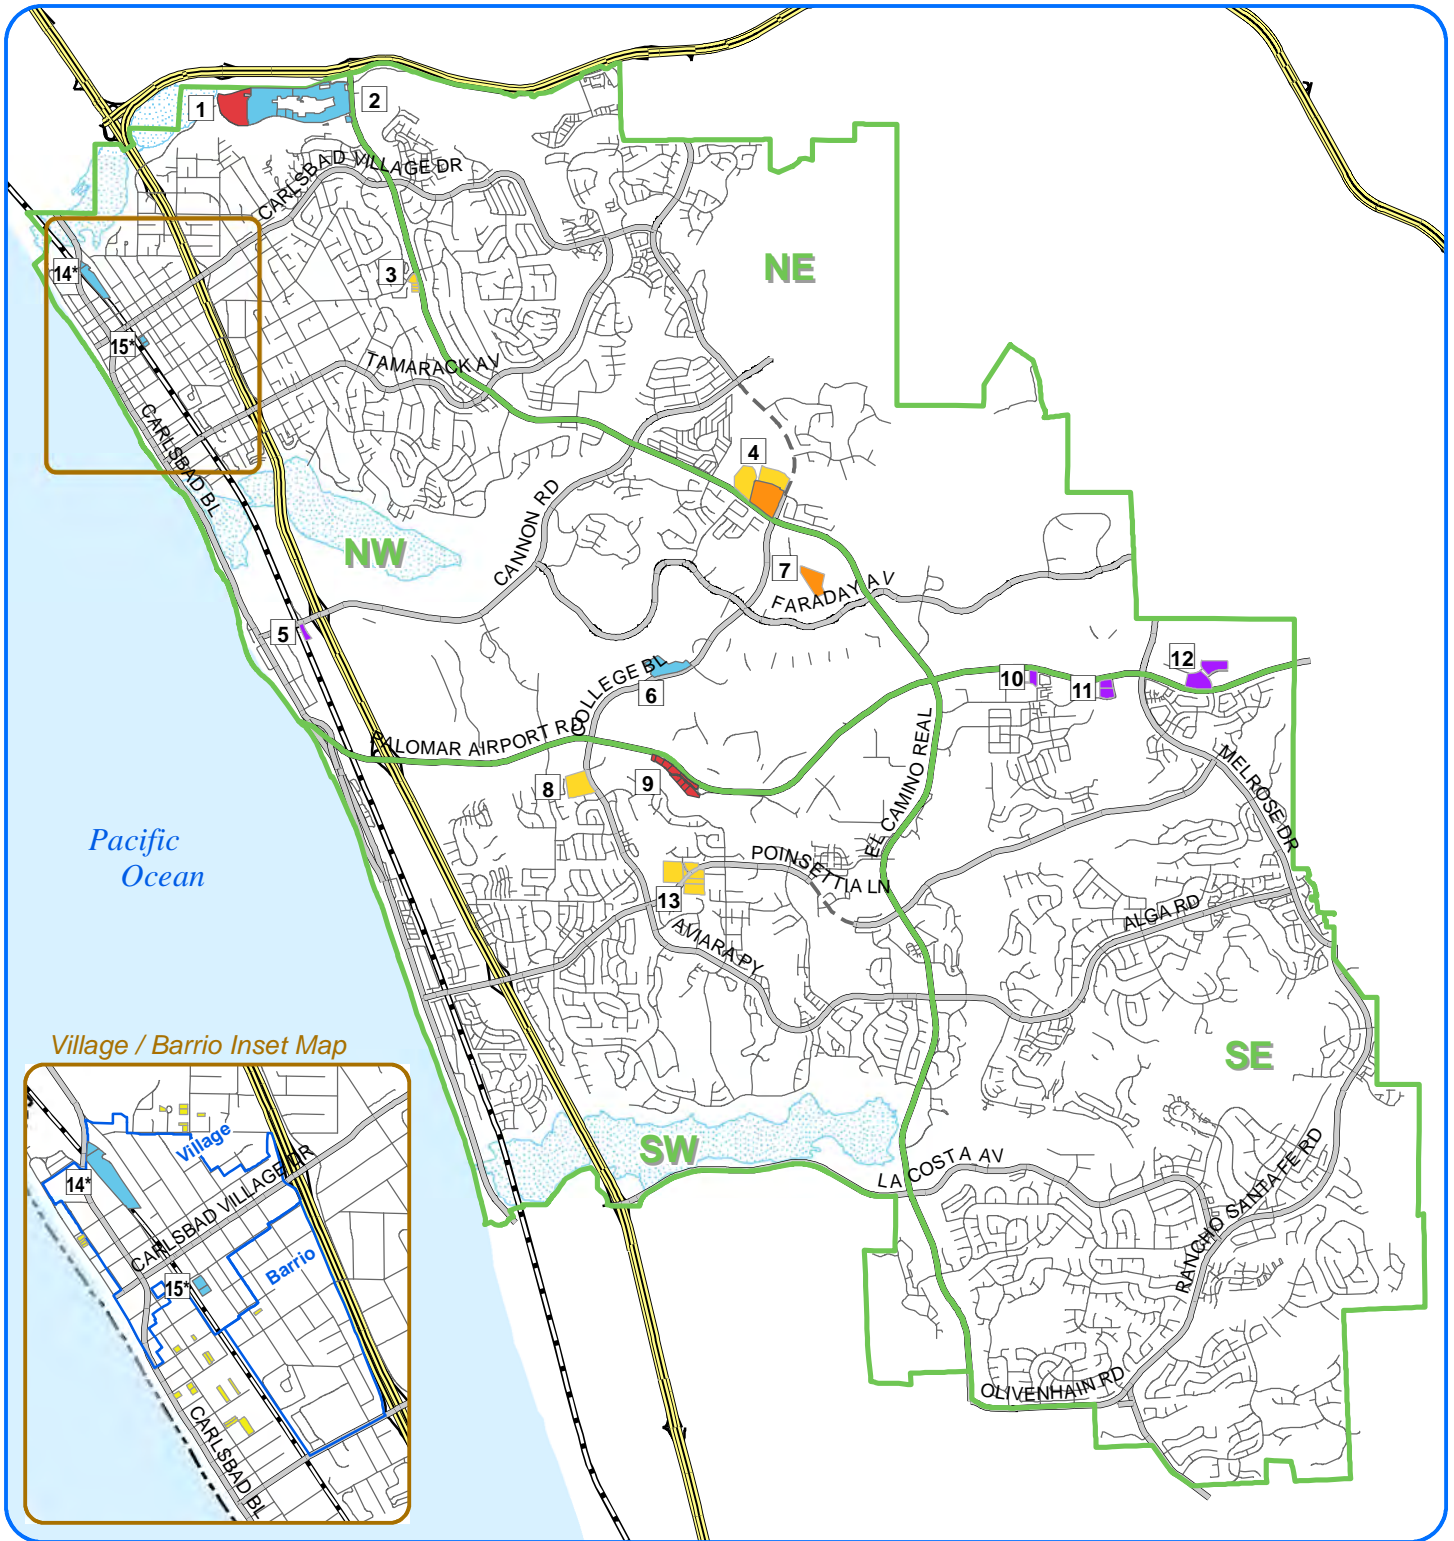 1
2
CARLSBAD VILLAGE DR
3
NE
14*
15*
TAMARACK AV
CARLSBAD BL
4
CANNON RD
NW
7
FARADAY AV
5
COLLEGE BL
6
10
11
12
PALOMAR AIRPORT RD
EL CAMINO REAL
8
9
MELROSE DR
Pacific
Ocean
POINSETTIA LN
13
ALGA RD
AVIARA PY
SE
SW
LA COSTA AV
RANCHO SANTA FE RD
OLIVENHAIN RD
Village / Barrio Inset Map
Village
14*
CARLSBAD VILLAGE DR
15*
Barrio
CARLSBAD BL